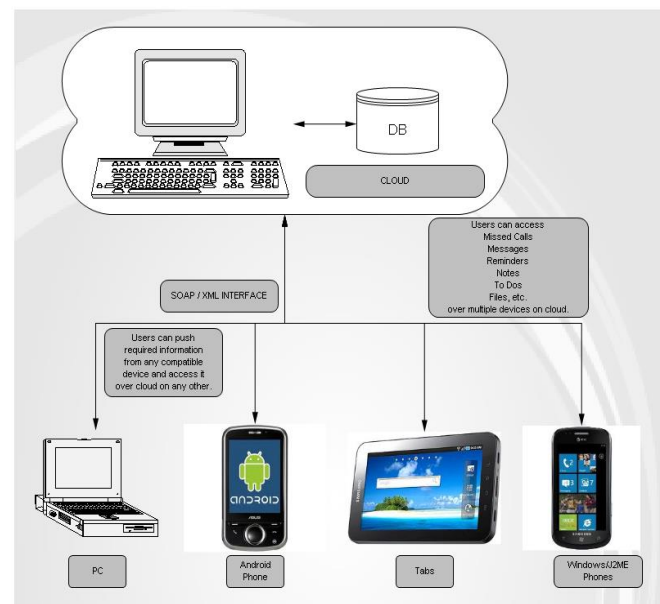 DB
CLOUD
Users can access
Missed Calls
Messages
Reminders
Notes
To Dos
Files, etc.
over multiple devices on cloud.
SOAP / XML INTERFACE
Users can push
required information
from any compatible
device and access it
over cloud on any other.
ANDROID
ASUS
SAMSUNG
PC
Android
Phone
Tabs
Windows/J2ME
Phones